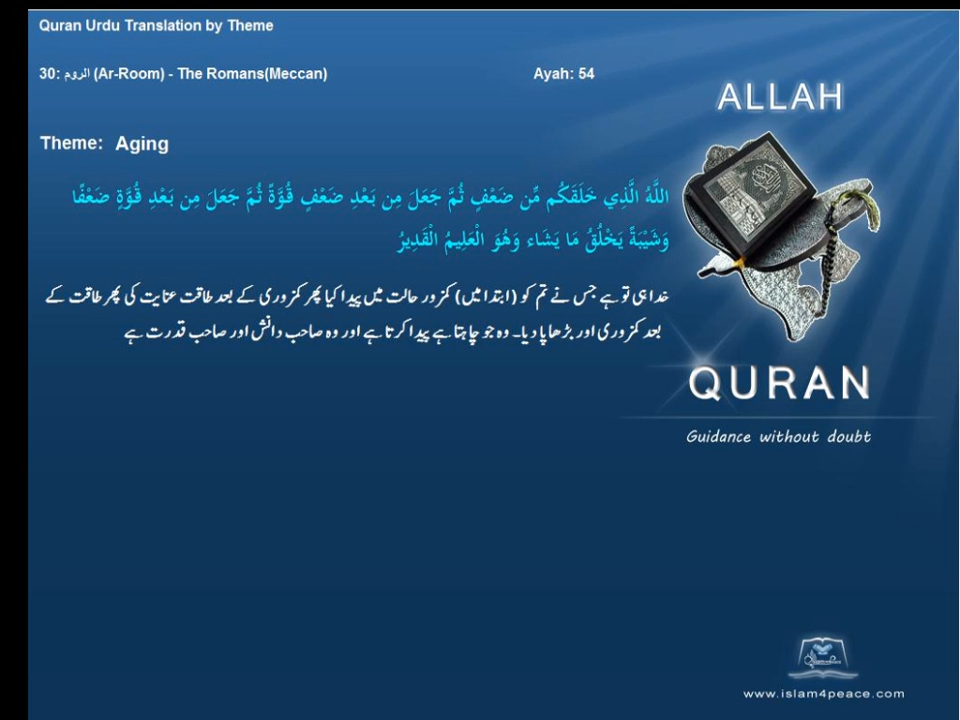 Quran Urdu Translation by Theme
30: الروم (Ar-Room) - The Romans(Meccan) Ayah: 54
Theme: Aging
اللَّهُ الَّذِي خَلَقَكُم مِّن ضَعْفٍ ثُمَّ جَعَلَ مِن بَعْدِ ضَعْفٍ قُوَّةً ثُمَّ جَعَلَ مِن بَعْدِ قُوَّةٍ ضَعْفًا
وَشَيْبَةً يَخْلُقُ مَا يَشَاء وَهُوَ الْعَلِيمُ الْقَدِيرُ
خدا ہی تو ہے جس نے تم کو (ابتدا میں) کمزور حالت میں پیدا کیا پھر کمزوری کے بعد طاقت عنایت کی پھر طاقت کے
بعد کمزوری اور بڑھاپا دیا۔ وہ جو چاہتا ہے پیدا کرتا ہے اور وہ صاحب دانش اور صاحب قدرت ہے
ALLAH
QURAN
Guidance without doubt
www.islam4peace.com